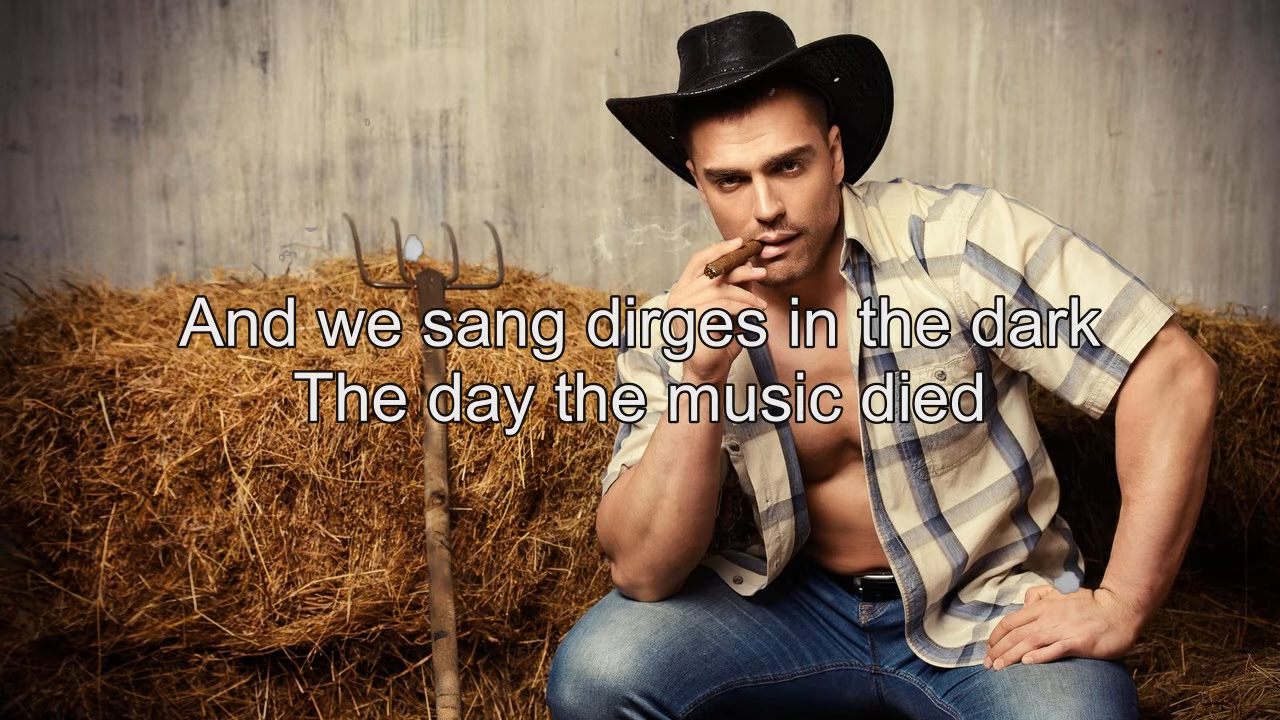 And we sang dirges in the dark
The day the music died